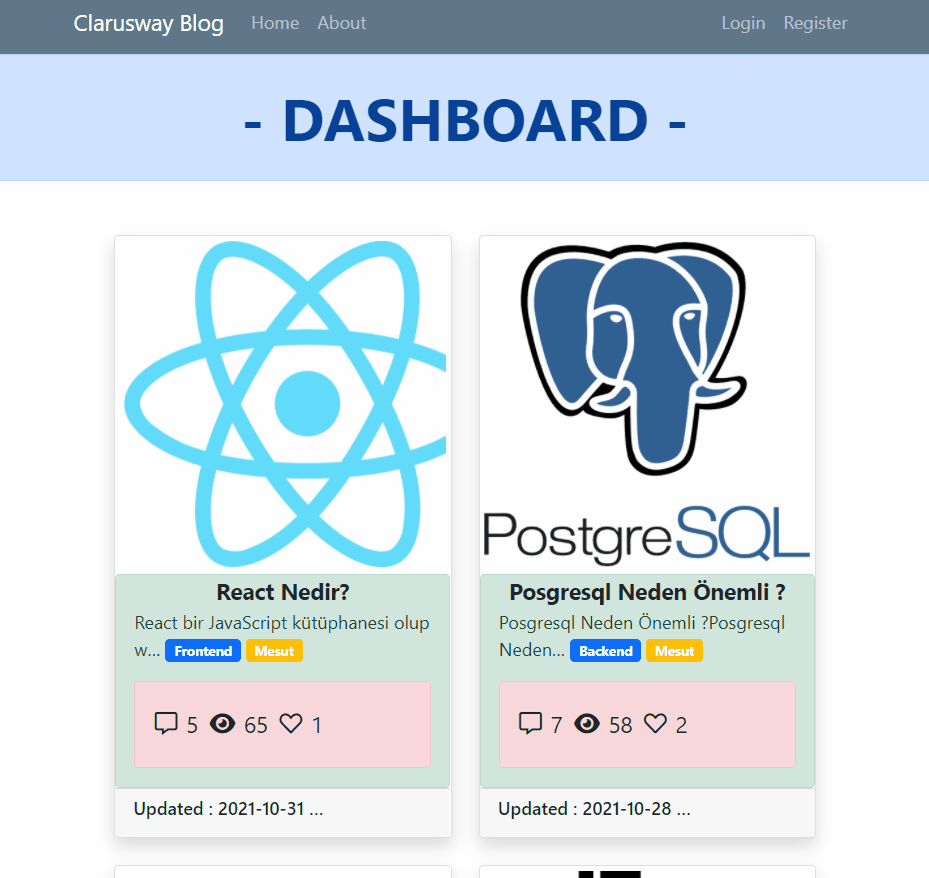 Clarusway Blog Home About Login Register
- DASHBOARD -
PostgreSQL
React Nedir?
React bir JavaScript kütüphanesi olup
w... Frontend Mesut
5 65 1
Updated : 2021-10-31 ...
Posgresql Neden Önemli ?
Posgresql Neden Önemli ?Posgresql
Neden... Backend Mesut
7 58 2
Updated : 2021-10-28 ...